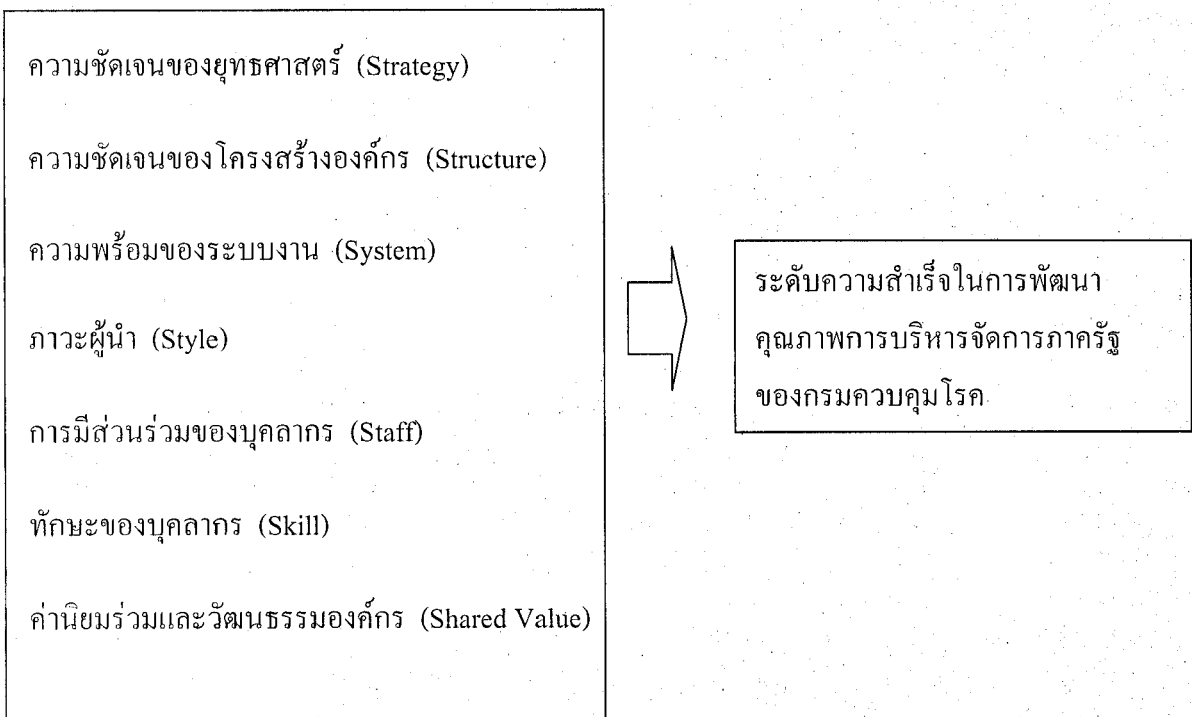 ความชัดเจนของยุทธศาสตร์ (Strategy)
ความชัดเจนของโครงสร้างองค์กร (Structure)
ความพร้อมของระบบงาน (System)
ภาวะผู้นำ (Style)
การมีส่วนร่วมของบุคลากร (Staff)
ทักษะของบุคลากร (Skill)
ค่านิยมร่วมและวัฒนธรรมองค์กร (Shared Value)
ระดับความสำเร็จในการพัฒนา
คุณภาพการบริหารจัดการภาครัฐ
ของกรมควบคุมโรค